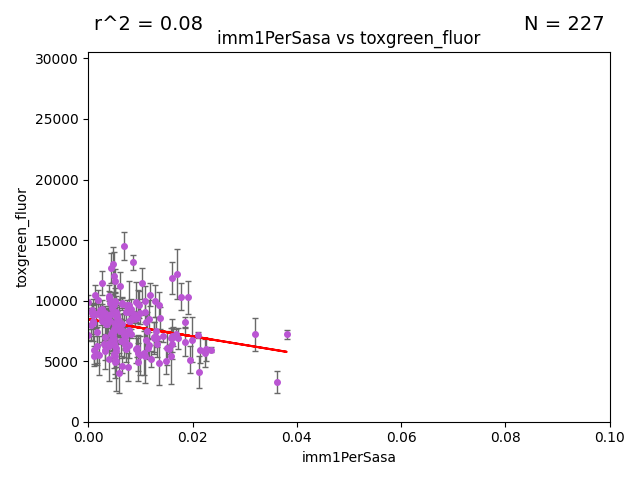 r^2 = 0.08
N = 227
imm1PerSasa vs toxgreen_fluor
30000
25000
20000
15000
10000
5000
0
toxgreen_fluor
0.00
0.02
0.04
0.06
0.08
0.10
imm1PerSasa